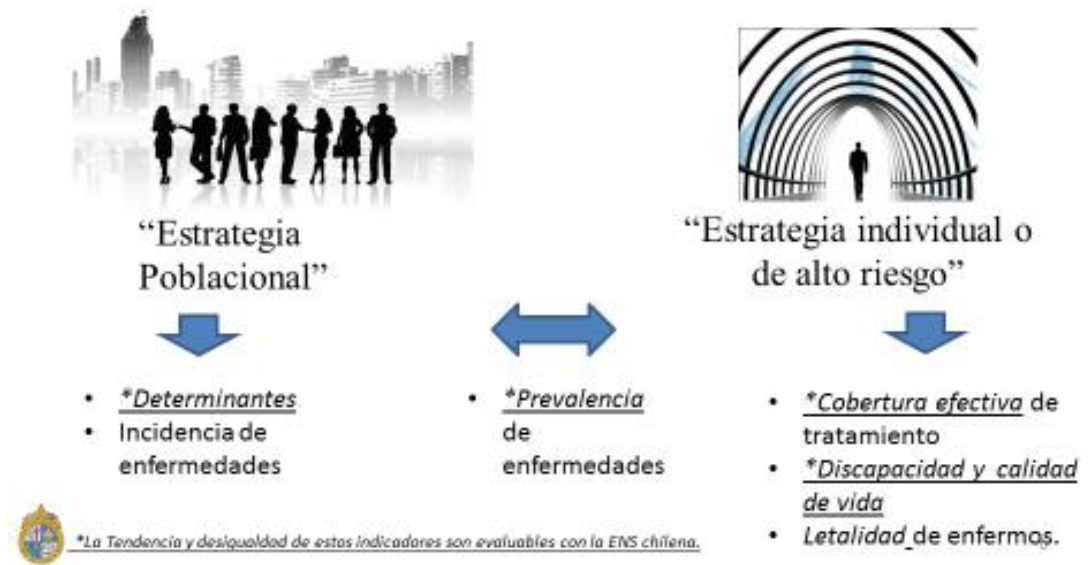 “Estrategia
Poblacional”
“Estrategia individual o
de alto riesgo”
• *Determinantes
• Incidencia de
enfermedades
• *Prevalencia
de
enfermedades
• *Cobertura efectiva de
tratamiento
• *Discapacidad y calidad
de vida
• Letalidad de enfermos.
*La Tendencia y desigualdad de estos indicadores son evaluables con la ENS chilena.